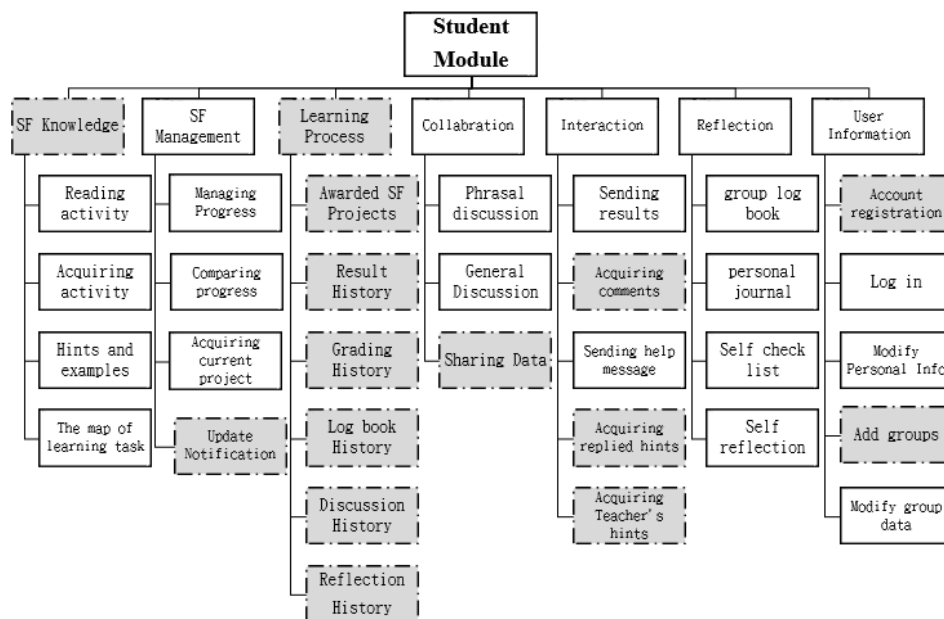 Student
Module
SF Knowledge
SF
Management
Learning
Process
Collabration
Interaction
Reflection
User
Information
Reading
activity
Acquiring
activity
Hints and
examples
The map of
learning task
Managing
Progress
Comparing
progress
Acquiring
current
project
Update
Notification
Awarded SF
Projects
Result
History
Grading
History
Log book
History
Discussion
History
Reflection
History
Phrasal
discussion
General
Discussion
Sharing Data
Sending
results
Acquiring
comments
Sending help
message
Acquiring
replied hints
Acquiring
Teacher's
hints
group log
book
personal
journal
Self check
list
Self
reflection
Account
registration
Log in
Modify
Personal Info
Add groups
Modify group
data